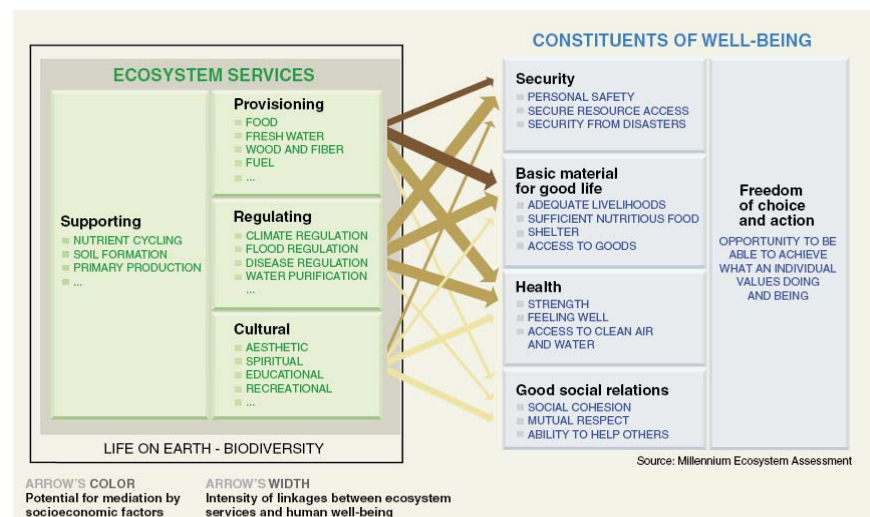 CONSTITUENTS OF WELL-BEING
ECOSYSTEM SERVICES
Supporting
NUTRIENT CYCLING
SOIL FORMATION
PRIMARY PRODUCTION
...
Provisioning
FOOD
FRESH WATER
WOOD AND FIBER
FUEL
...
Regulating
CLIMATE REGULATION
FLOOD REGULATION
DISEASE REGULATION
WATER PURIFICATION
...
Cultural
AESTHETIC
SPIRITUAL
EDUCATIONAL
RECREATIONAL
...
LIFE ON EARTH - BIODIVERSITY
Security
PERSONAL SAFETY
SECURE RESOURCE ACCESS
SECURITY FROM DISASTERS
Basic material
for good life
ADEQUATE LIVELIHOODS
SUFFICIENT NUTRITIOUS FOOD
SHELTER
ACCESS TO GOODS
Health
STRENGTH
FEELING WELL
ACCESS TO CLEAN AIR
AND WATER
Good social relations
SOCIAL COHESION
MUTUAL RESPECT
ABILITY TO HELP OTHERS
Freedom
of choice
and action
OPPORTUNITY TO BE
ABLE TO ACHIEVE
WHAT AN INDIVIDUAL
VALUES DOING
AND BEING
Source: Millennium Ecosystem Assessment
ARROW'S COLOR
Potential for mediation by
socioeconomic factors
ARROW'S WIDTH
Intensity of linkages between ecosystem
services and human well-being